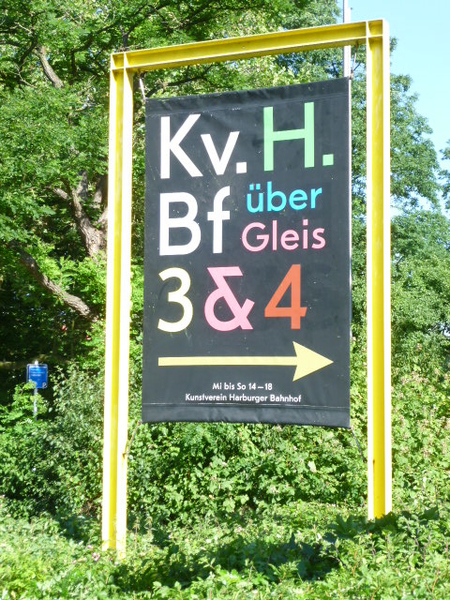 Kv. H.
Bf über
Gleis
3 & 4
Mi bis So 14 – 18
Kunstverein Harburger Bahnhof